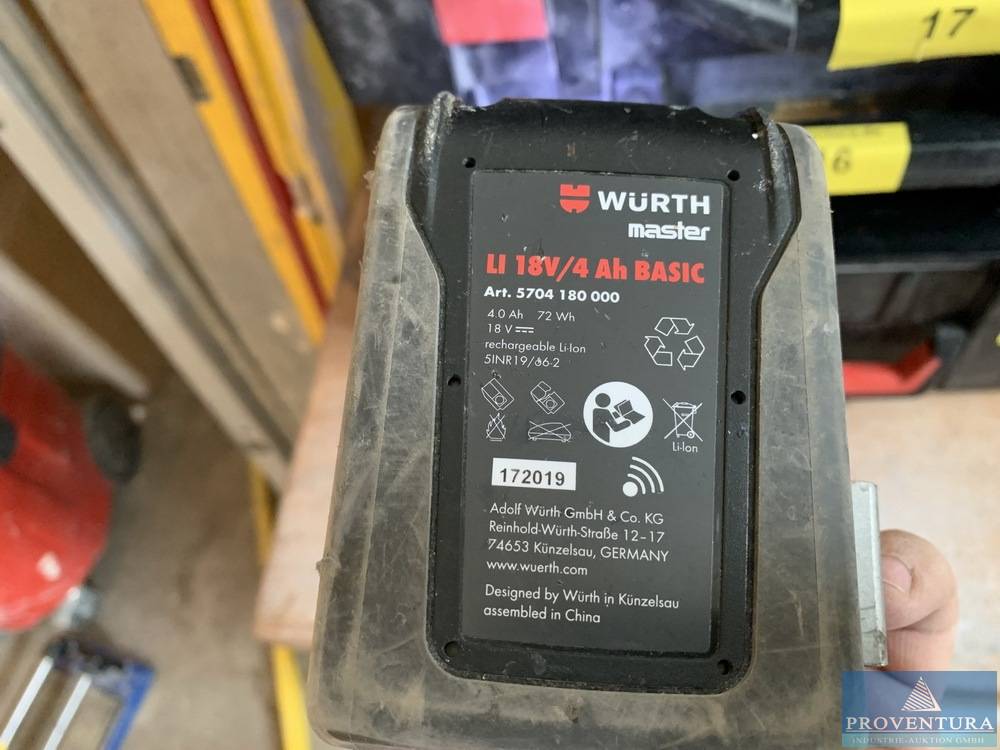 17
6
WÜRTH
master
LI 18V/4 Ah BASIC
Art. 5704 180 000
4.0 Ah 72 Wh
18 V
rechargeable Li-Ion
5INR19/66-2
Li-Ion
172019
Adolf Würth GmbH & Co. KG
Reinhold-Würth-Straße 12–17
74653 Künzelsau, GERMANY
www.wuerth.com
Designed by Würth in Künzelsau
assembled in China
PROVENTURA
INDUSTRIE-AUKTION GMBH